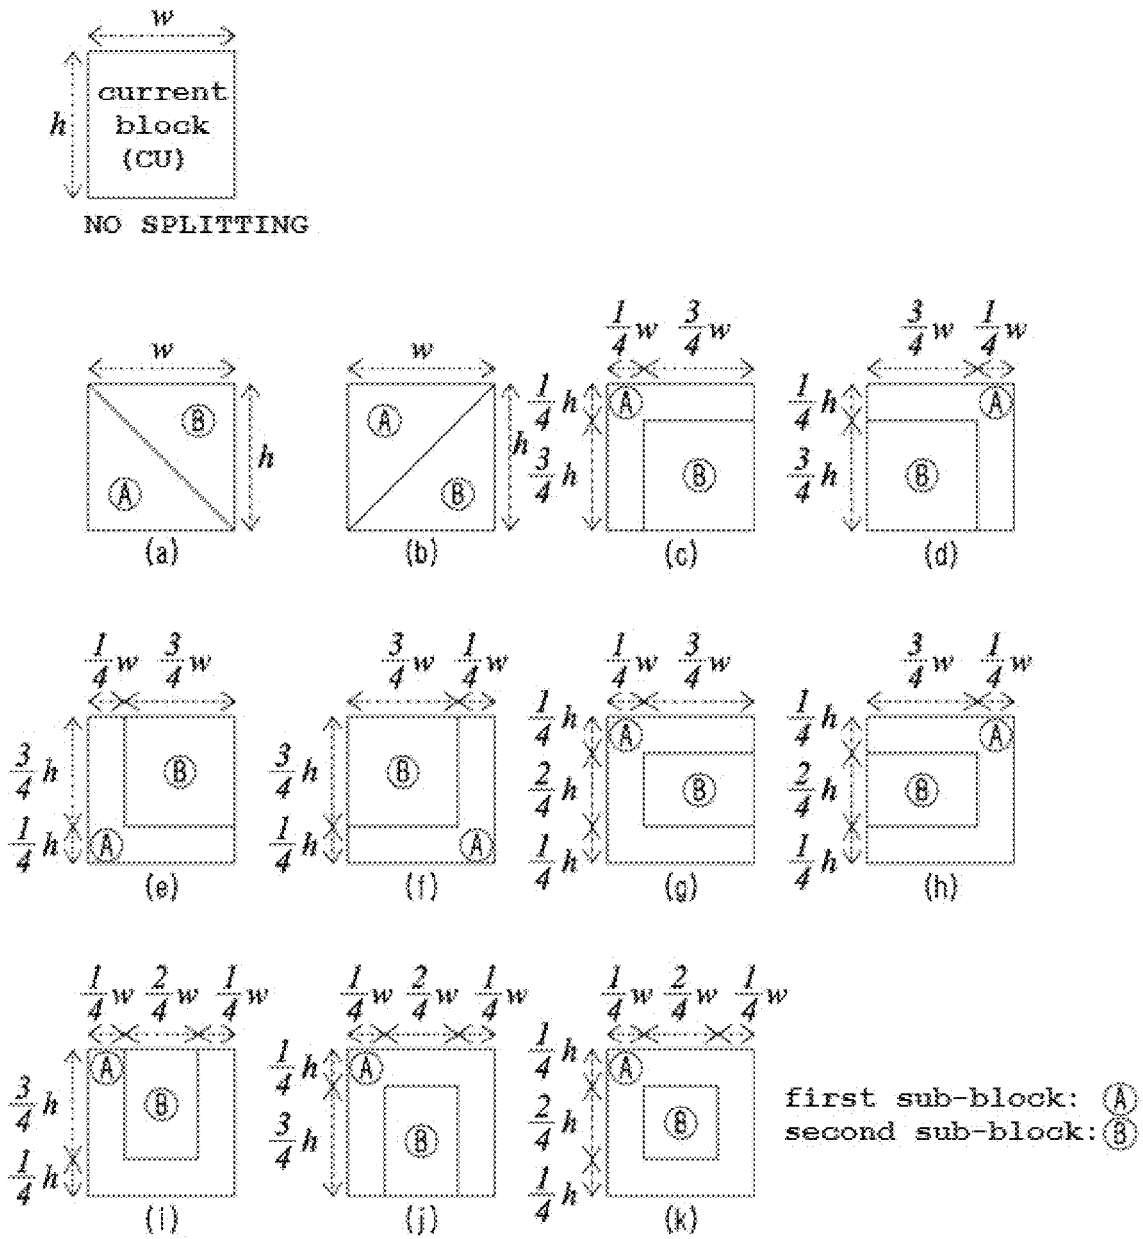 w
h
current
block
(CU)
NO SPLITTING
w
w
1/4 w 3/4 w
3/4 w 1/4 w
B
A
h
(a)
A
B
h
(b)
1/4 h
3/4 h
A
B
(c)
1/4 h
3/4 h
A
B
(d)
1/4 w 3/4 w
3/4 w 1/4 w
1/4 w 3/4 w
3/4 w 1/4 w
3/4 h
1/4 h
B
A
(e)
3/4 h
1/4 h
B
A
(f)
1/4 h
2/4 h
1/4 h
A
B
(g)
1/4 h
2/4 h
1/4 h
A
B
(h)
1/4 w 2/4 w 1/4 w
1/4 w 2/4 w 1/4 w
1/4 w 2/4 w 1/4 w
3/4 h
1/4 h
A
B
(i)
1/4 h
3/4 h
A
B
(j)
1/4 h
2/4 h
1/4 h
A
B
(k)
first sub-block: A
second sub-block: B